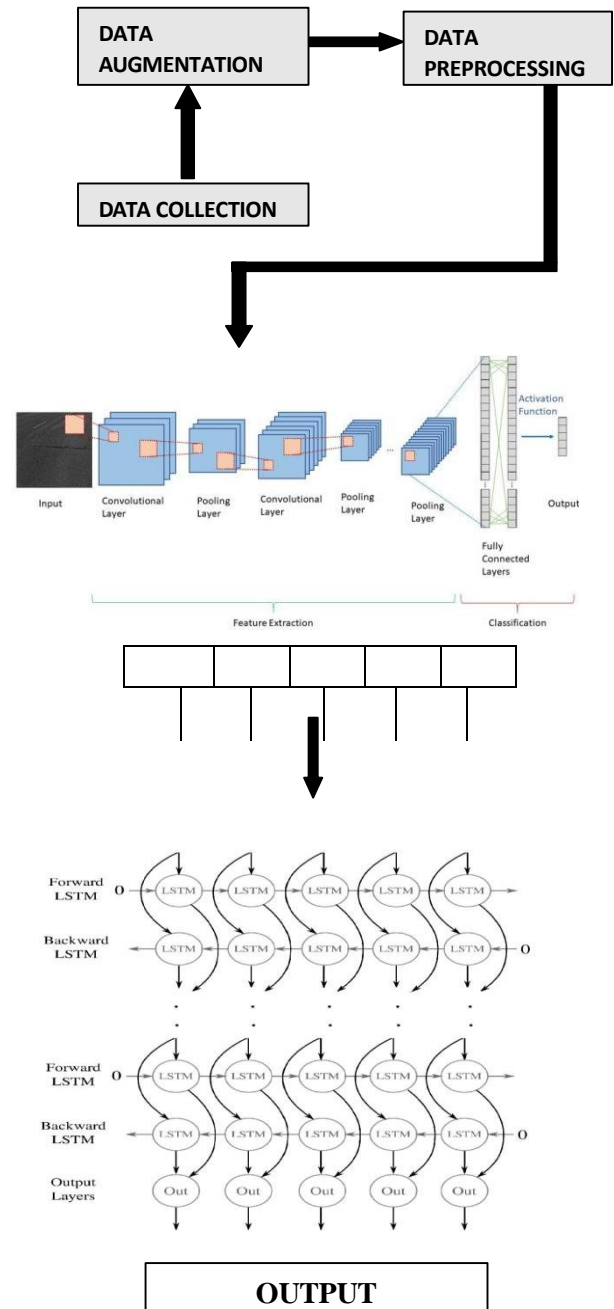 DATA
AUGMENTATION
DATA
PREPROCESSING
DATA COLLECTION
Activation
Function
Input
Convolutional
Layer
Pooling
Layer
Convolutional
Layer
Pooling
Layer
...
Pooling
Layer
Output
Fully
Connected
Layers
Feature Extraction
Classification
Forward
LSTM
0
LSTM LSTM LSTM LSTM LSTM
Backward
LSTM
LSTM LSTM LSTM LSTM LSTM
0
Forward
LSTM
0
LSTM LSTM LSTM LSTM LSTM
Backward
LSTM
LSTM LSTM LSTM LSTM LSTM
0
Output
Layers
Out Out Out Out Out
OUTPUT